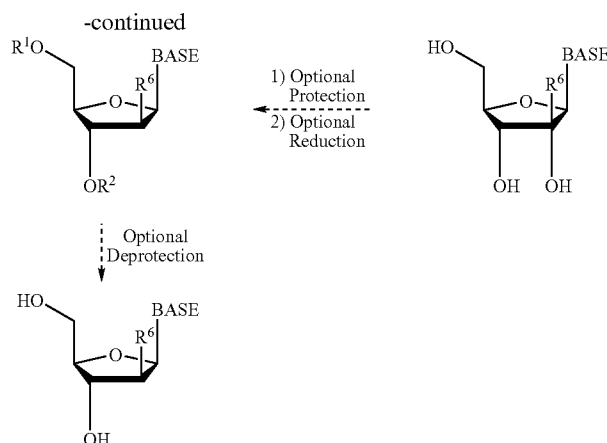 -continued
R¹O
BASE
R⁶
O
OR²
1) Optional
Protection
2) Optional
Reduction
HO
BASE
R⁶
O
OH
OH
Optional
Deprotection
HO
BASE
R⁶
O
OH